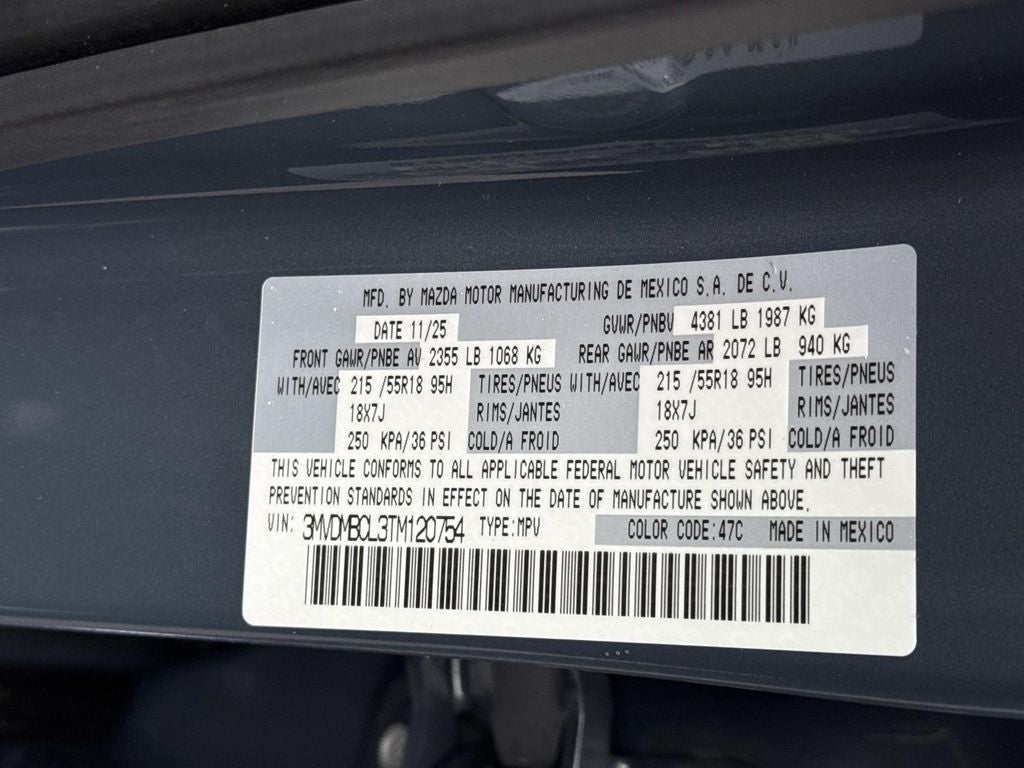 MFD. BY MAZDA MOTOR MANUFACTURING DE MEXICO S.A. DE C.V.
DATE 11/25 GVWR/PNBV 4381 LB 1987 KG
FRONT GAWR/PNBE AV 2355 LB 1068 KG REAR GAWR/PNBE AR 2072 LB 940 KG
WITH/AVEC 215 /55R18 95H TIRES/PNEUS WITH/AVEC 215 /55R18 95H TIRES/PNEUS
18X7J RIMS/JANTES 18X7J RIMS/JANTES
250 KPA/36 PSI COLD/A FROID 250 KPA/36 PSI COLD/A FROID
THIS VEHICLE CONFORMS TO ALL APPLICABLE FEDERAL MOTOR VEHICLE SAFETY AND THEFT
PREVENTION STANDARDS IN EFFECT ON THE DATE OF MANUFACTURE SHOWN ABOVE.
VIN: 3MVDMBCL3TM120754 TYPE:MPV COLOR CODE:47C MADE IN MEXICO